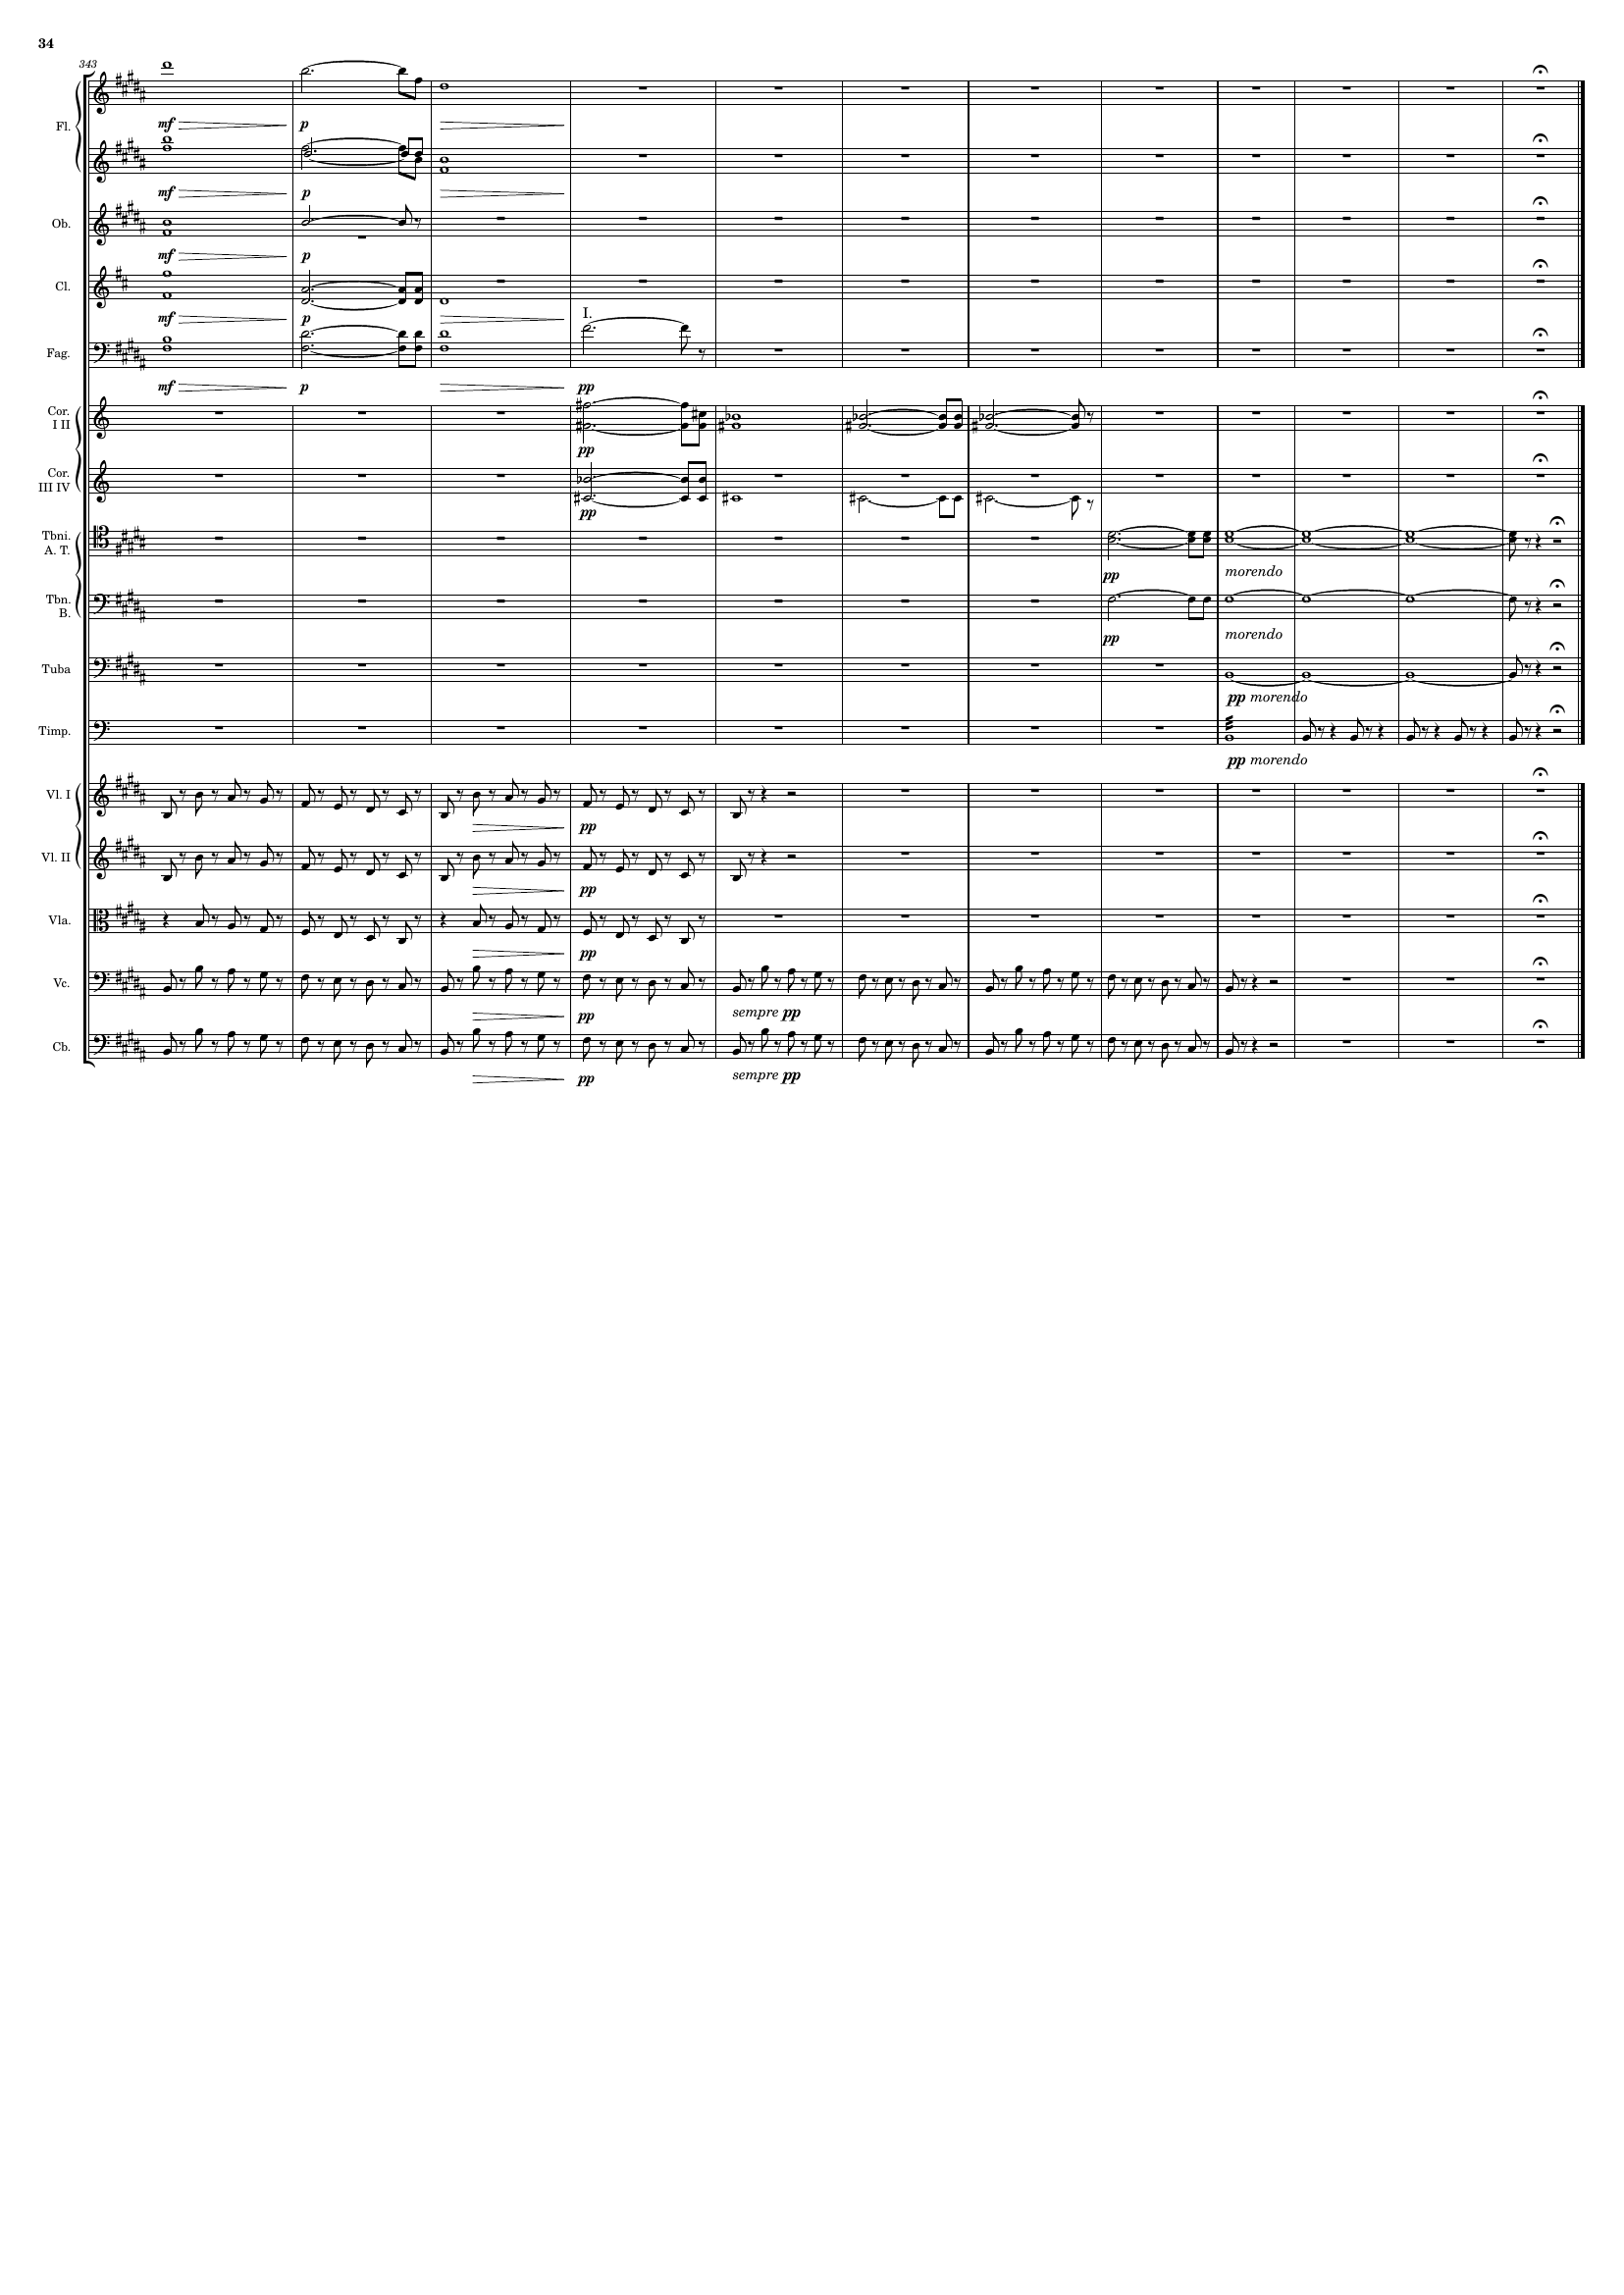 34
343
Fl.
mf
p
mf
p
Ob.
mf
p
Cl.
mf
p
I.
Fag.
mf
p
pp
Cor.
I II
pp
Cor.
III IV
pp
Tbni.
A. T.
pp
morendo
Tbn.
B.
pp
morendo
Tuba
pp morendo
Timp.
pp morendo
Vl. I
pp
Vl. II
pp
Vla.
pp
Vc.
pp
sempre pp
Cb.
pp
sempre pp